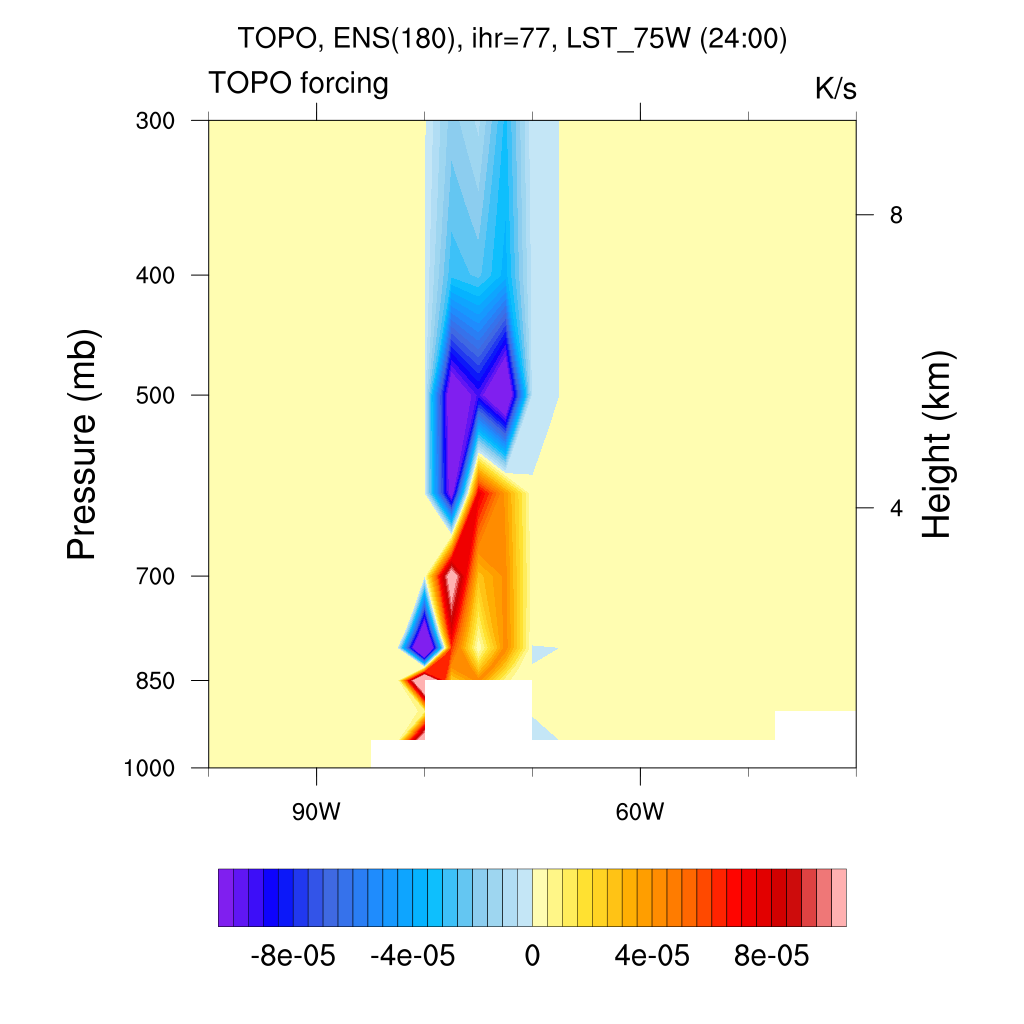 TOPO, ENS(180), ihr=77, LST_75W (24:00)
TOPO forcing
K/s
300
400
500
700
850
1000
Pressure (mb)
8
4
Height (km)
90W
60W
-8e-05
-4e-05
0
4e-05
8e-05